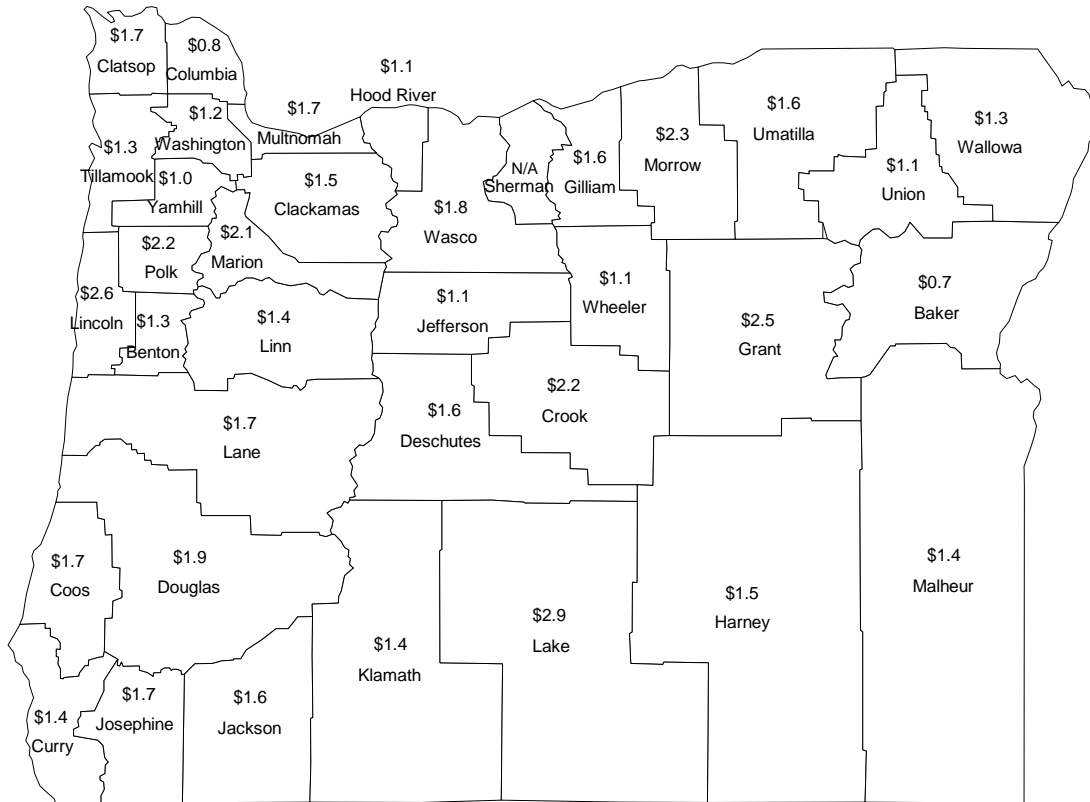 $1.7
Clatsop
$0.8
Columbia
$1.1
Hood River
$1.7
Multnomah
$1.2
Washington
$1.3
Tillamook
$1.0
Yamhill
$1.5
Clackamas
N/A
Sherman
$1.6
Gilliam
$2.3
Morrow
$1.6
Umatilla
$1.1
Union
$1.3
Wallowa
$1.8
Wasco
$2.2
Polk
$2.1
Marion
$2.6
Lincoln
$1.3
Benton
$1.4
Linn
$1.1
Jefferson
$1.1
Wheeler
$2.5
Grant
$0.7
Baker
$1.7
Lane
$1.6
Deschutes
$2.2
Crook
$1.7
Coos
$1.9
Douglas
$1.4
Klamath
$2.9
Lake
$1.5
Harney
$1.4
Malheur
$1.4
Curry
$1.7
Josephine
$1.6
Jackson